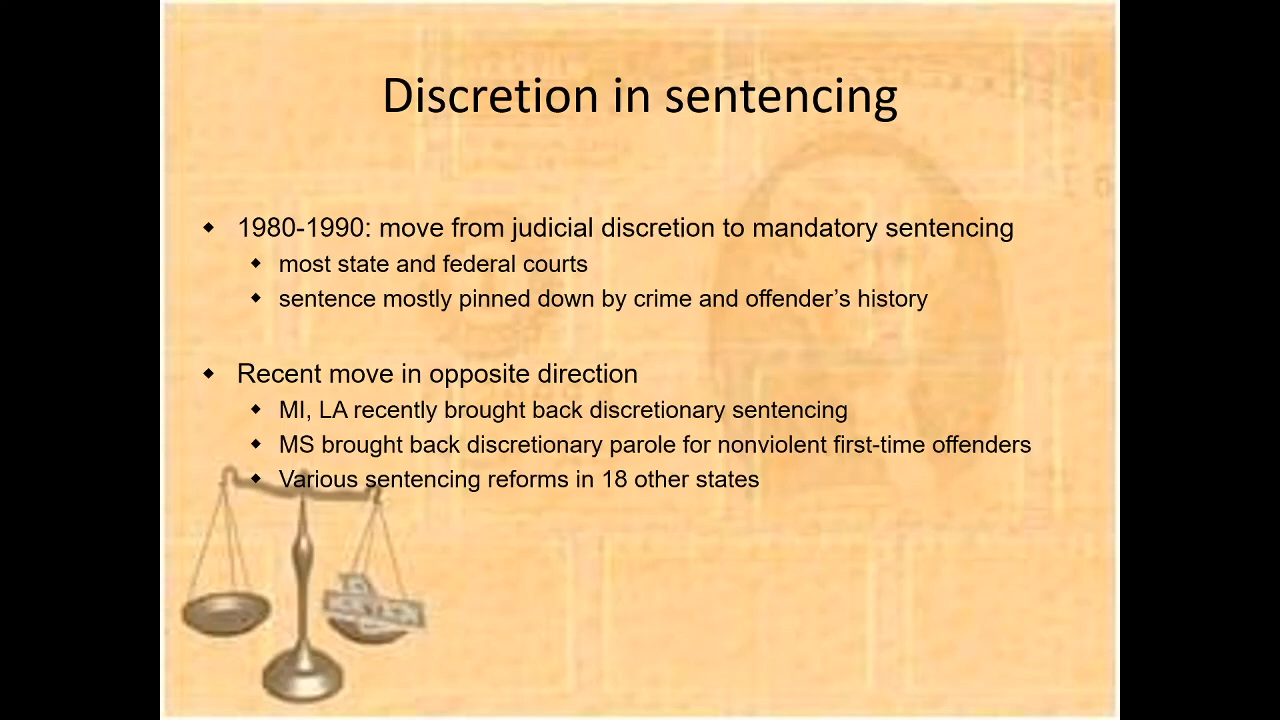 Discretion in sentencing
◆ 1980-1990: move from judicial discretion to mandatory sentencing
◆ most state and federal courts
◆ sentence mostly pinned down by crime and offender’s history
◆ Recent move in opposite direction
◆ MI, LA recently brought back discretionary sentencing
◆ MS brought back discretionary parole for nonviolent first-time offenders
◆ Various sentencing reforms in 18 other states